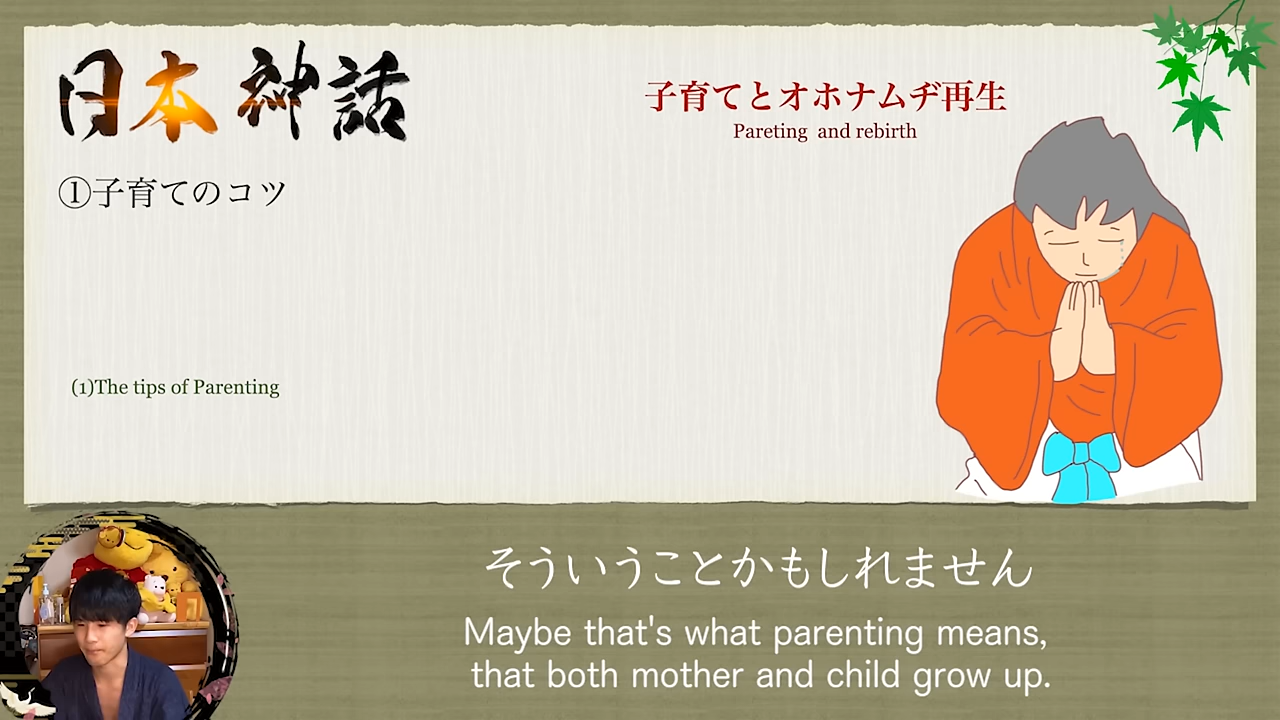 日本神話
子育てとオホナムヂ再生
Pareting and rebirth
①子育てのコツ
(1)The tips of Parenting
そういうことかもしれません
Maybe that's what parenting means,
that both mother and child grow up.